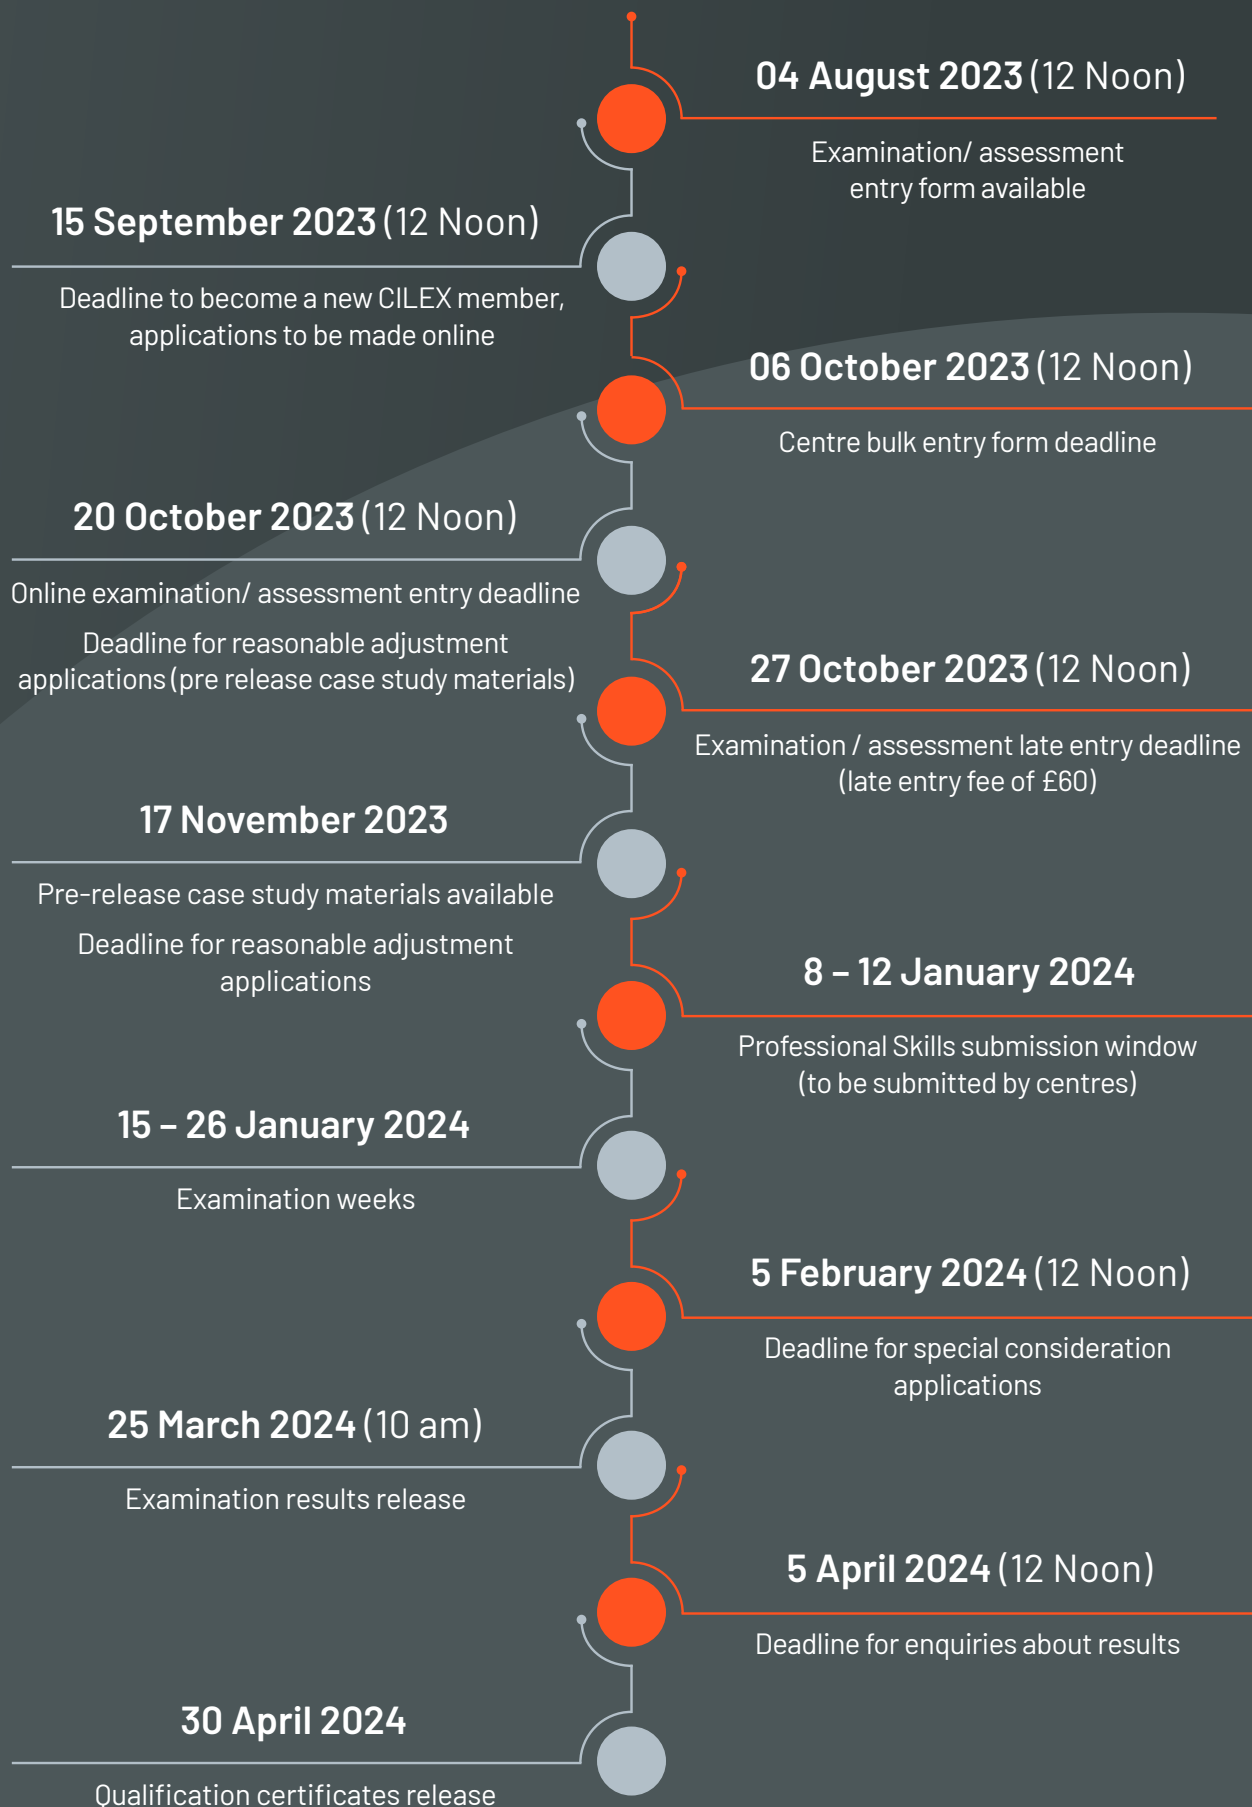 04 August 2023 (12 Noon)
Examination/ assessment
entry form available
15 September 2023 (12 Noon)
Deadline to become a new CILEX member,
applications to be made online
06 October 2023 (12 Noon)
Centre bulk entry form deadline
20 October 2023 (12 Noon)
Online examination/ assessment entry deadline
Deadline for reasonable adjustment
applications (pre release case study materials)
27 October 2023 (12 Noon)
Examination / assessment late entry deadline
(late entry fee of £60)
17 November 2023
Pre-release case study materials available
Deadline for reasonable adjustment
applications
8 – 12 January 2024
Professional Skills submission window
(to be submitted by centres)
15 – 26 January 2024
Examination weeks
5 February 2024 (12 Noon)
Deadline for special consideration
applications
25 March 2024 (10 am)
Examination results release
5 April 2024 (12 Noon)
Deadline for enquiries about results
30 April 2024
Qualification certificates release